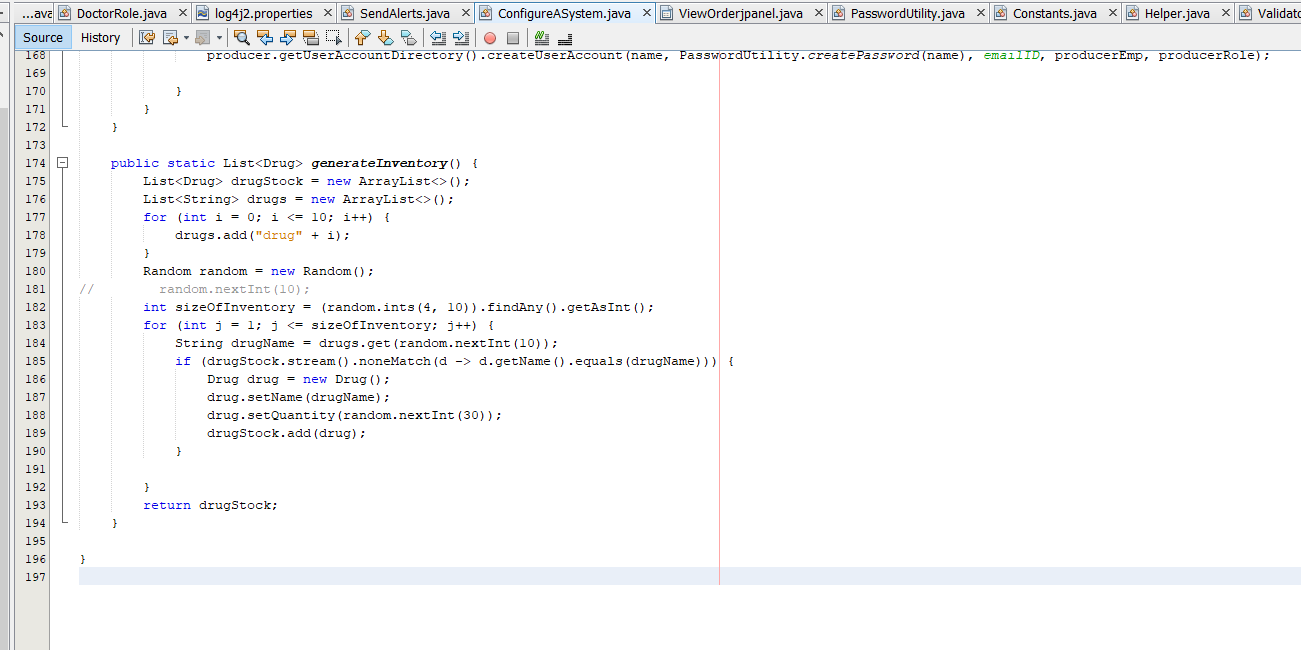 ...ava DoctorRole.java log4j2.properties SendAlerts.java ConfigureASystem.java ViewOrderjpanel.java PasswordUtility.java Constants.java Helper.java
Source History
168 producer.getUserAccountDirectory().createUserAccount(name, PasswordUtility.createPassword(name), emailID, producerEmp, producerRole);
169
170 }
171 }
172 }
173
174 public static List<Drug> generateInventory() {
175 List<Drug> drugStock = new ArrayList<>();
176 List<String> drugs = new ArrayList<>();
177 for (int i = 0; i <= 10; i++) {
178 drugs.add("drug" + i);
179 }
180 Random random = new Random();
181 // random.nextInt(10);
182 int sizeOfInventory = (random.ints(4, 10)).findAny().getAsInt();
183 for (int j = 1; j <= sizeOfInventory; j++) {
184 String drugName = drugs.get(random.nextInt(10));
185 if (drugStock.stream().noneMatch(d -> d.getName().equals(drugName))) {
186 Drug drug = new Drug();
187 drug.setName(drugName);
188 drug.setQuantity(random.nextInt(30));
189 drugStock.add(drug);
190 }
191
192 }
193 return drugStock;
194 }
195
196 }
197